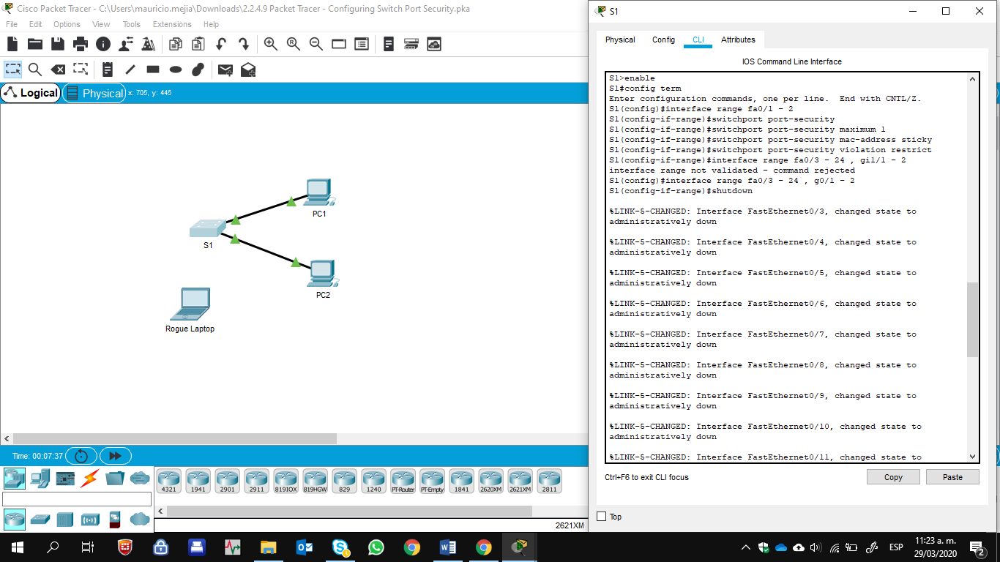 Cisco Packet Tracer - C:\Users\mauricio.mejia\Downloads\2.2.4.9 Packet Tracer - Configuring Switch Port Security.pka
File Edit Options View Tools Extensions Help
Logical
Physical
x: 705, y: 445
PC1
S1
PC2
Rogue Laptop
Time: 00:07:37
4321
1941
2901
2911
819IOX
819HGW
829
1240
PT-Router
PT-Empty
1841
2620XM
2621XM
2811
2621XM
S1
Physical
Config
CLI
Attributes
IOS Command Line Interface
S1>enable
S1#config term
Enter configuration commands, one per line.  End with CNTL/Z.
S1(config)#interface range fa0/1 - 2
S1(config-if-range)#switchport port-security
S1(config-if-range)#switchport port-security maximum 1
S1(config-if-range)#switchport port-security mac-address sticky
S1(config-if-range)#switchport port-security violation restrict
S1(config-if-range)#interface range fa0/3 - 24 , gi1/1 - 2
interface range not validated - command rejected
S1(config)#interface range fa0/3 - 24 , g0/1 - 2
S1(config-if-range)#shutdown
%LINK-5-CHANGED: Interface FastEthernet0/3, changed state to
administratively down
%LINK-5-CHANGED: Interface FastEthernet0/4, changed state to
administratively down
%LINK-5-CHANGED: Interface FastEthernet0/5, changed state to
administratively down
%LINK-5-CHANGED: Interface FastEthernet0/6, changed state to
administratively down
%LINK-5-CHANGED: Interface FastEthernet0/7, changed state to
administratively down
%LINK-5-CHANGED: Interface FastEthernet0/8, changed state to
administratively down
%LINK-5-CHANGED: Interface FastEthernet0/9, changed state to
administratively down
%LINK-5-CHANGED: Interface FastEthernet0/10, changed state to
administratively down
%LINK-5-CHANGED: Interface FastEthernet0/11, changed state to
Ctrl+F6 to exit CLI focus
Copy
Paste
Top
ESP
11:23 a. m.
29/03/2020
2